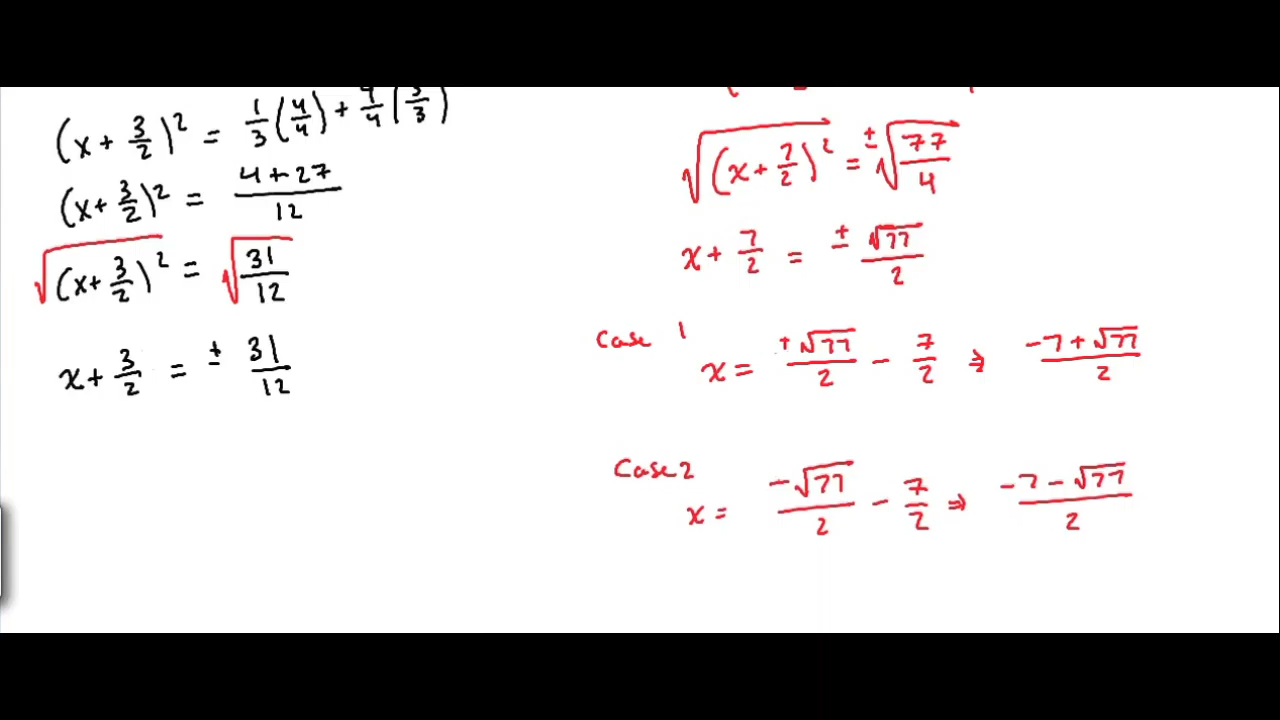 (x + 3/2)² = 1/3 (4/4) + 9/4 (3/3)
(x + 3/2)² = (4 + 27)/12
√(x + 3/2)² = √(31/12)
x + 3/2 = ± 31/12
√(x + 7/2)² = ±√(77/4)
x + 7/2 = ± √77/2
Case 1
x = +√77/2 − 7/2 ⇒ (−7 + √77)/2
Case 2
x = −√77/2 − 7/2 ⇒ (−7 − √77)/2